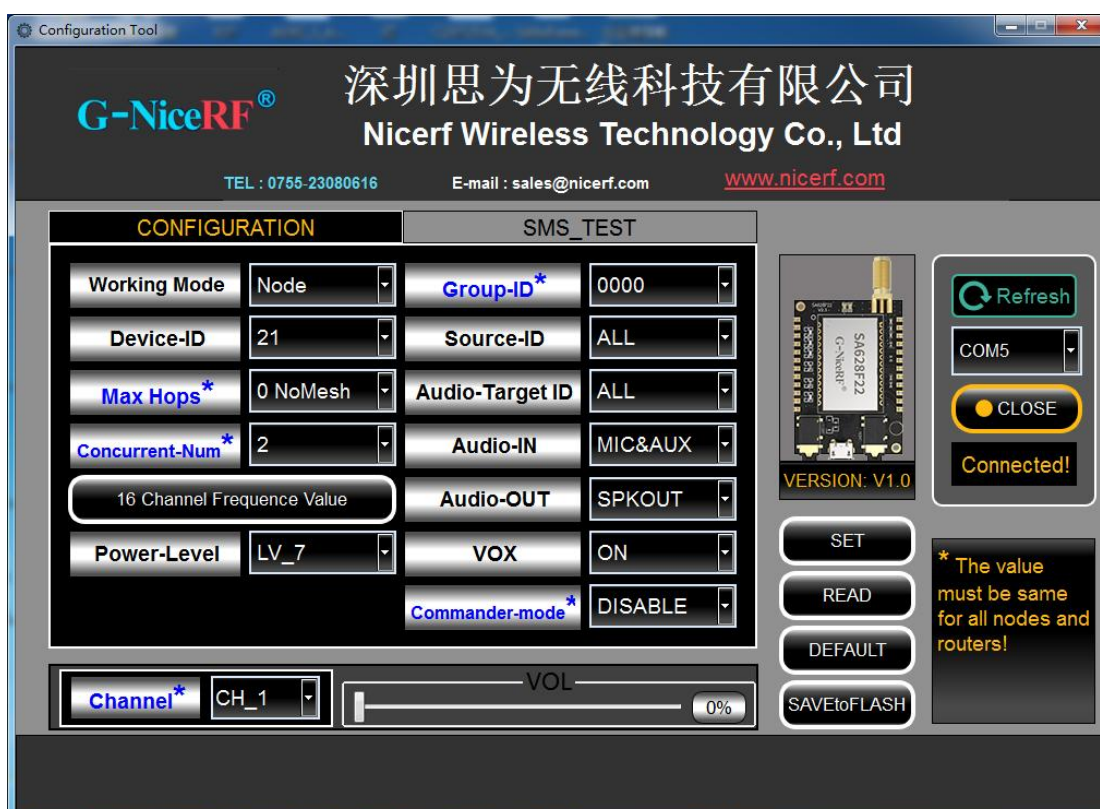 Configuration Tool
G-NiceRF®
深圳思为无线科技有限公司
Nicerf Wireless Technology Co., Ltd
TEL : 0755-23080616
E-mail : sales@nicerf.com
www.nicerf.com
CONFIGURATION
SMS_TEST
Working Mode
Node
Device-ID
21
Max Hops*
0 NoMesh
Concurrent-Num*
2
16 Channel Frequence Value
Power-Level
LV_7
Group-ID*
0000
Source-ID
ALL
Audio-Target ID
ALL
Audio-IN
MIC&AUX
Audio-OUT
SPKOUT
VOX
ON
Commander-mode*
DISABLE
Channel*
CH_1
VOL
0%
SA628F22
G-NiceRF®
VERSION: V1.0
SET
READ
DEFAULT
SAVEtoFLASH
Refresh
COM5
CLOSE
Connected!
* The value
must be same
for all nodes and
routers!